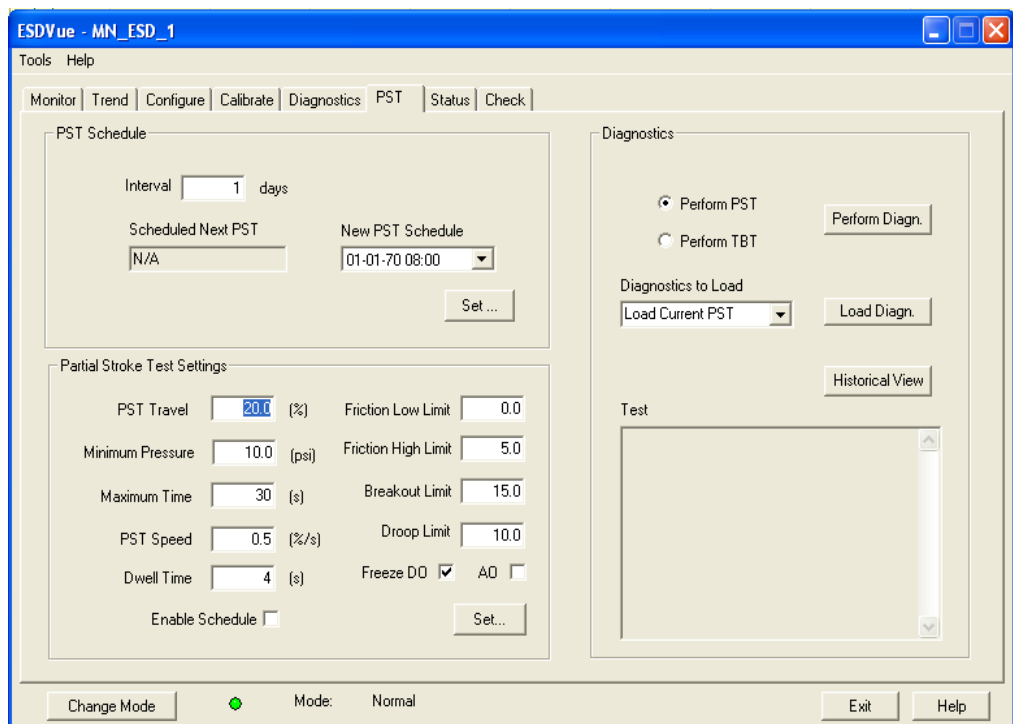 ESDVue - MN_ESD_1
Tools Help
Monitor Trend Configure Calibrate Diagnostics PST Status Check
PST Schedule
Interval 1 days
Scheduled Next PST New PST Schedule
N/A 01-01-70 08:00
Set ...
Partial Stroke Test Settings
PST Travel 20.0 (%) Friction Low Limit 0.0
Minimum Pressure 10.0 (psi) Friction High Limit 5.0
Maximum Time 30 (s) Breakout Limit 15.0
PST Speed 0.5 (%/s) Droop Limit 10.0
Dwell Time 4 (s) Freeze DO AO
Enable Schedule Set...
Diagnostics
Perform PST
Perform TBT
Perform Diagn.
Diagnostics to Load
Load Current PST Load Diagn.
Historical View
Test
Change Mode Mode: Normal Exit Help